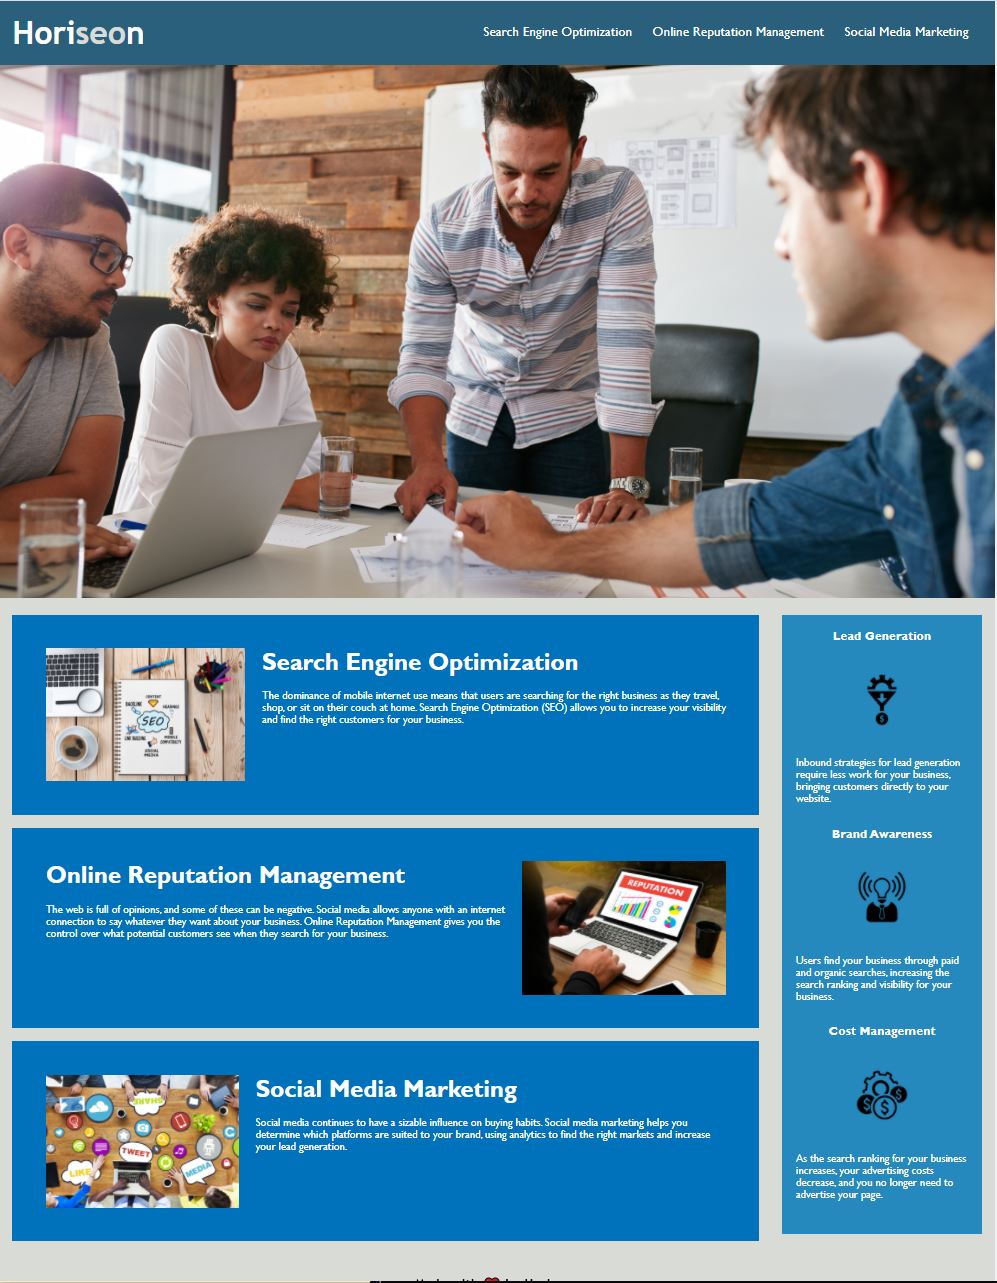 Horiseon
Search Engine Optimization
Online Reputation Management
Social Media Marketing
SEO
Search Engine Optimization
The dominance of mobile internet use means that users are searching for the right business as they travel,
shop, or sit on their couch at home. Search Engine Optimization (SEO) allows you to increase your visibility
and find the right customers for your business.
Online Reputation Management
The web is full of opinions, and some of these can be negative. Social media allows anyone with an internet
connection to say whatever they want about your business. Online Reputation Management gives you the
control over what potential customers see when they search for your business.
REPUTATION
SHARE
TWEET
LIKE
MEDIA
Social Media Marketing
Social media continues to have a sizable influence on buying habits. Social media marketing helps you
determine which platforms are suited to your brand, using analytics to find the right markets and increase
your lead generation.
Lead Generation
Inbound strategies for lead generation
require less work for your business,
bringing customers directly to your
website.
Brand Awareness
Users find your business through paid
and organic searches, increasing the
search ranking and visibility for your
business.
Cost Management
As the search ranking for your business
increases, your advertising costs
decrease, and you no longer need to
advertise your page.